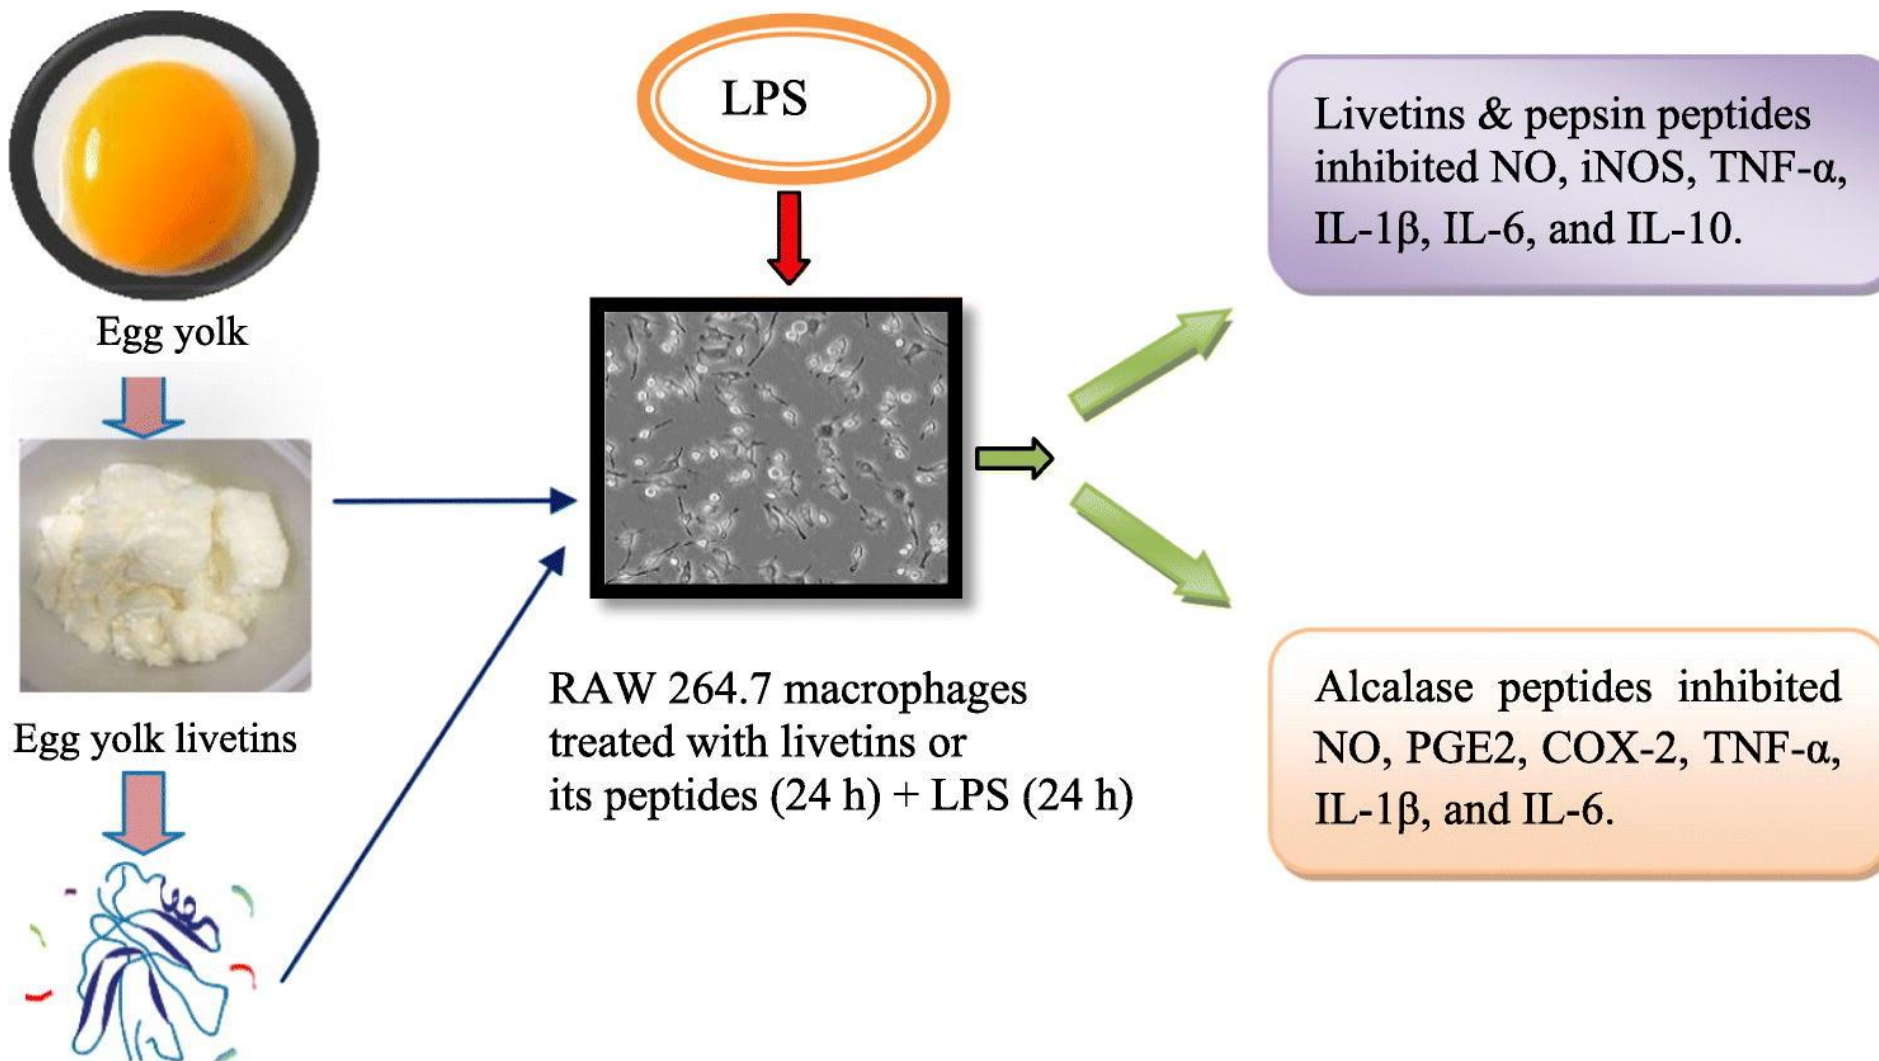 Egg yolk
Egg yolk livetins
LPS
RAW 264.7 macrophages
treated with livetins or
its peptides (24 h) + LPS (24 h)
Livetins & pepsin peptides
inhibited NO, iNOS, TNF-α,
IL-1β, IL-6, and IL-10.
Alcalase peptides inhibited
NO, PGE2, COX-2, TNF-α,
IL-1β, and IL-6.